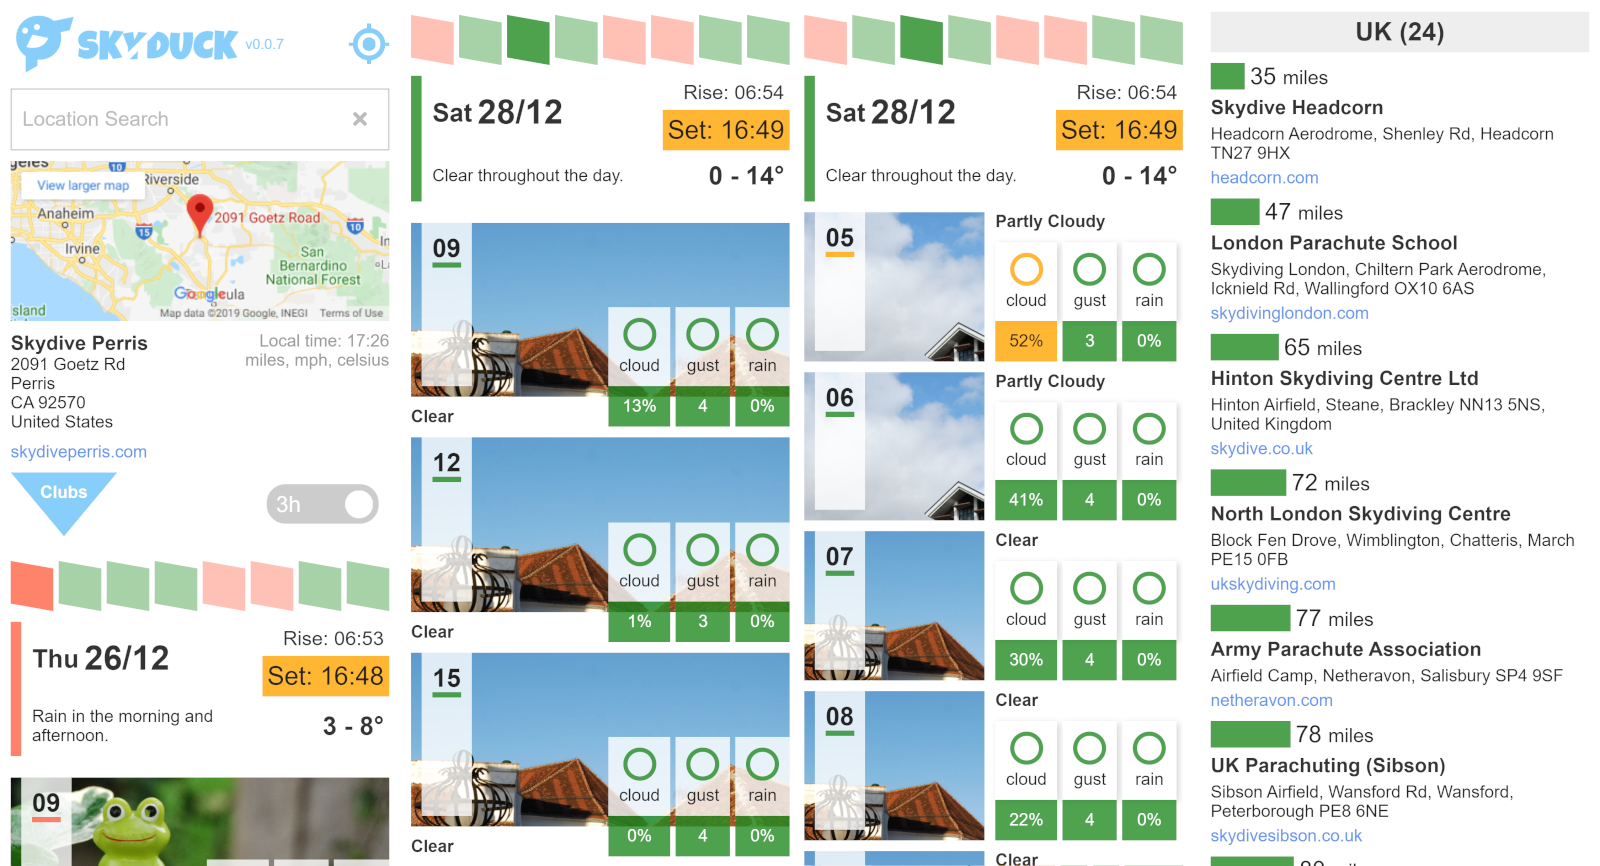 SKYDUCK v0.0.7
Location Search
View larger map
Riverside
Anaheim
Irvine
2091 Goetz Road
San
Bernardino
National Forest
10
15
10
Google
Map data ©2019 Google, INEGI Terms of Use
Skydive Perris
2091 Goetz Rd
Perris
CA 92570
United States
skydiveperris.com
Local time: 17:26
miles, mph, celsius
Clubs
3h
Thu 26/12
Rise: 06:53
Set: 16:48
Rain in the morning and
afternoon.
3 - 8°
09
Sat 28/12
Rise: 06:54
Set: 16:49
Clear throughout the day.
0 - 14°
09
cloud gust rain
13% 4 0%
Clear
12
cloud gust rain
1% 3 0%
Clear
15
cloud gust rain
0% 4 0%
Clear
Sat 28/12
Rise: 06:54
Set: 16:49
Clear throughout the day.
0 - 14°
05
Partly Cloudy
cloud gust rain
52% 3 0%
06
Partly Cloudy
cloud gust rain
41% 4 0%
07
Clear
cloud gust rain
30% 4 0%
08
Clear
cloud gust rain
22% 4 0%
Clear
UK (24)
35 miles
Skydive Headcorn
Headcorn Aerodrome, Shenley Rd, Headcorn
TN27 9HX
headcorn.com
47 miles
London Parachute School
Skydiving London, Chiltern Park Aerodrome,
Icknield Rd, Wallingford OX10 6AS
skydivinglondon.com
65 miles
Hinton Skydiving Centre Ltd
Hinton Airfield, Steane, Brackley NN13 5NS,
United Kingdom
skydive.co.uk
72 miles
North London Skydiving Centre
Block Fen Drove, Wimblington, Chatteris, March
PE15 0FB
ukskydiving.com
77 miles
Army Parachute Association
Airfield Camp, Netheravon, Salisbury SP4 9SF
netheravon.com
78 miles
UK Parachuting (Sibson)
Sibson Airfield, Wansford Rd, Wansford,
Peterborough PE8 6NE
skydivesibson.co.uk